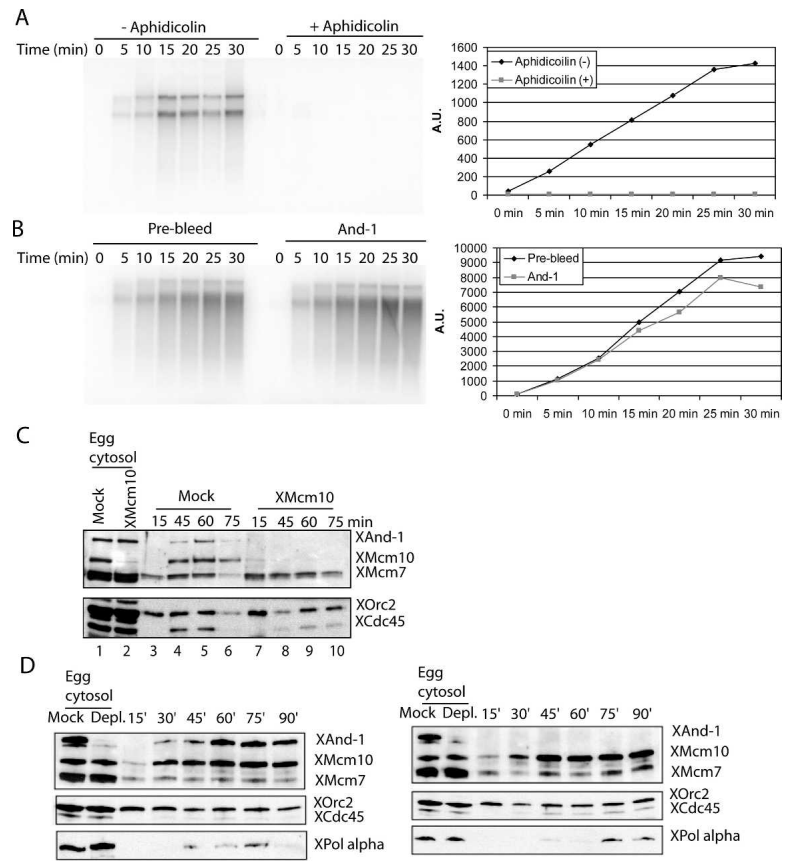 A
- Aphidicolin + Aphidicolin
Time (min) 0 5 10 15 20 25 30 0 5 10 15 20 25 30
1600
1400
1200
1000
800
600
400
200
0
A.U.
Aphidicoilin (-)
Aphidicoilin (+)
0 min 5 min 10 min 15 min 20 min 25 min 30 min
B
Pre-bleed And-1
Time (min) 0 5 10 15 20 25 30 0 5 10 15 20 25 30
10000
9000
8000
7000
6000
5000
4000
3000
2000
1000
0
A.U.
Pre-bleed
And-1
0 min 5 min 10 min 15 min 20 min 25 min 30 min
C
Egg
cytosol
Mock XMcm10
Mock XMcm10
15 45 60 75 15 45 60 75 min
XAnd-1
XMcm10
XMcm7
XOrc2
XCdc45
1 2 3 4 5 6 7 8 9 10
D
Egg
cytosol
Mock Depl. 15' 30' 45' 60' 75' 90'
XAnd-1
XMcm10
XMcm7
XOrc2
XCdc45
XPol alpha
Egg
cytosol
Mock Depl. 15' 30' 45' 60' 75' 90'
XAnd-1
XMcm10
XMcm7
XOrc2
XCdc45
XPol alpha